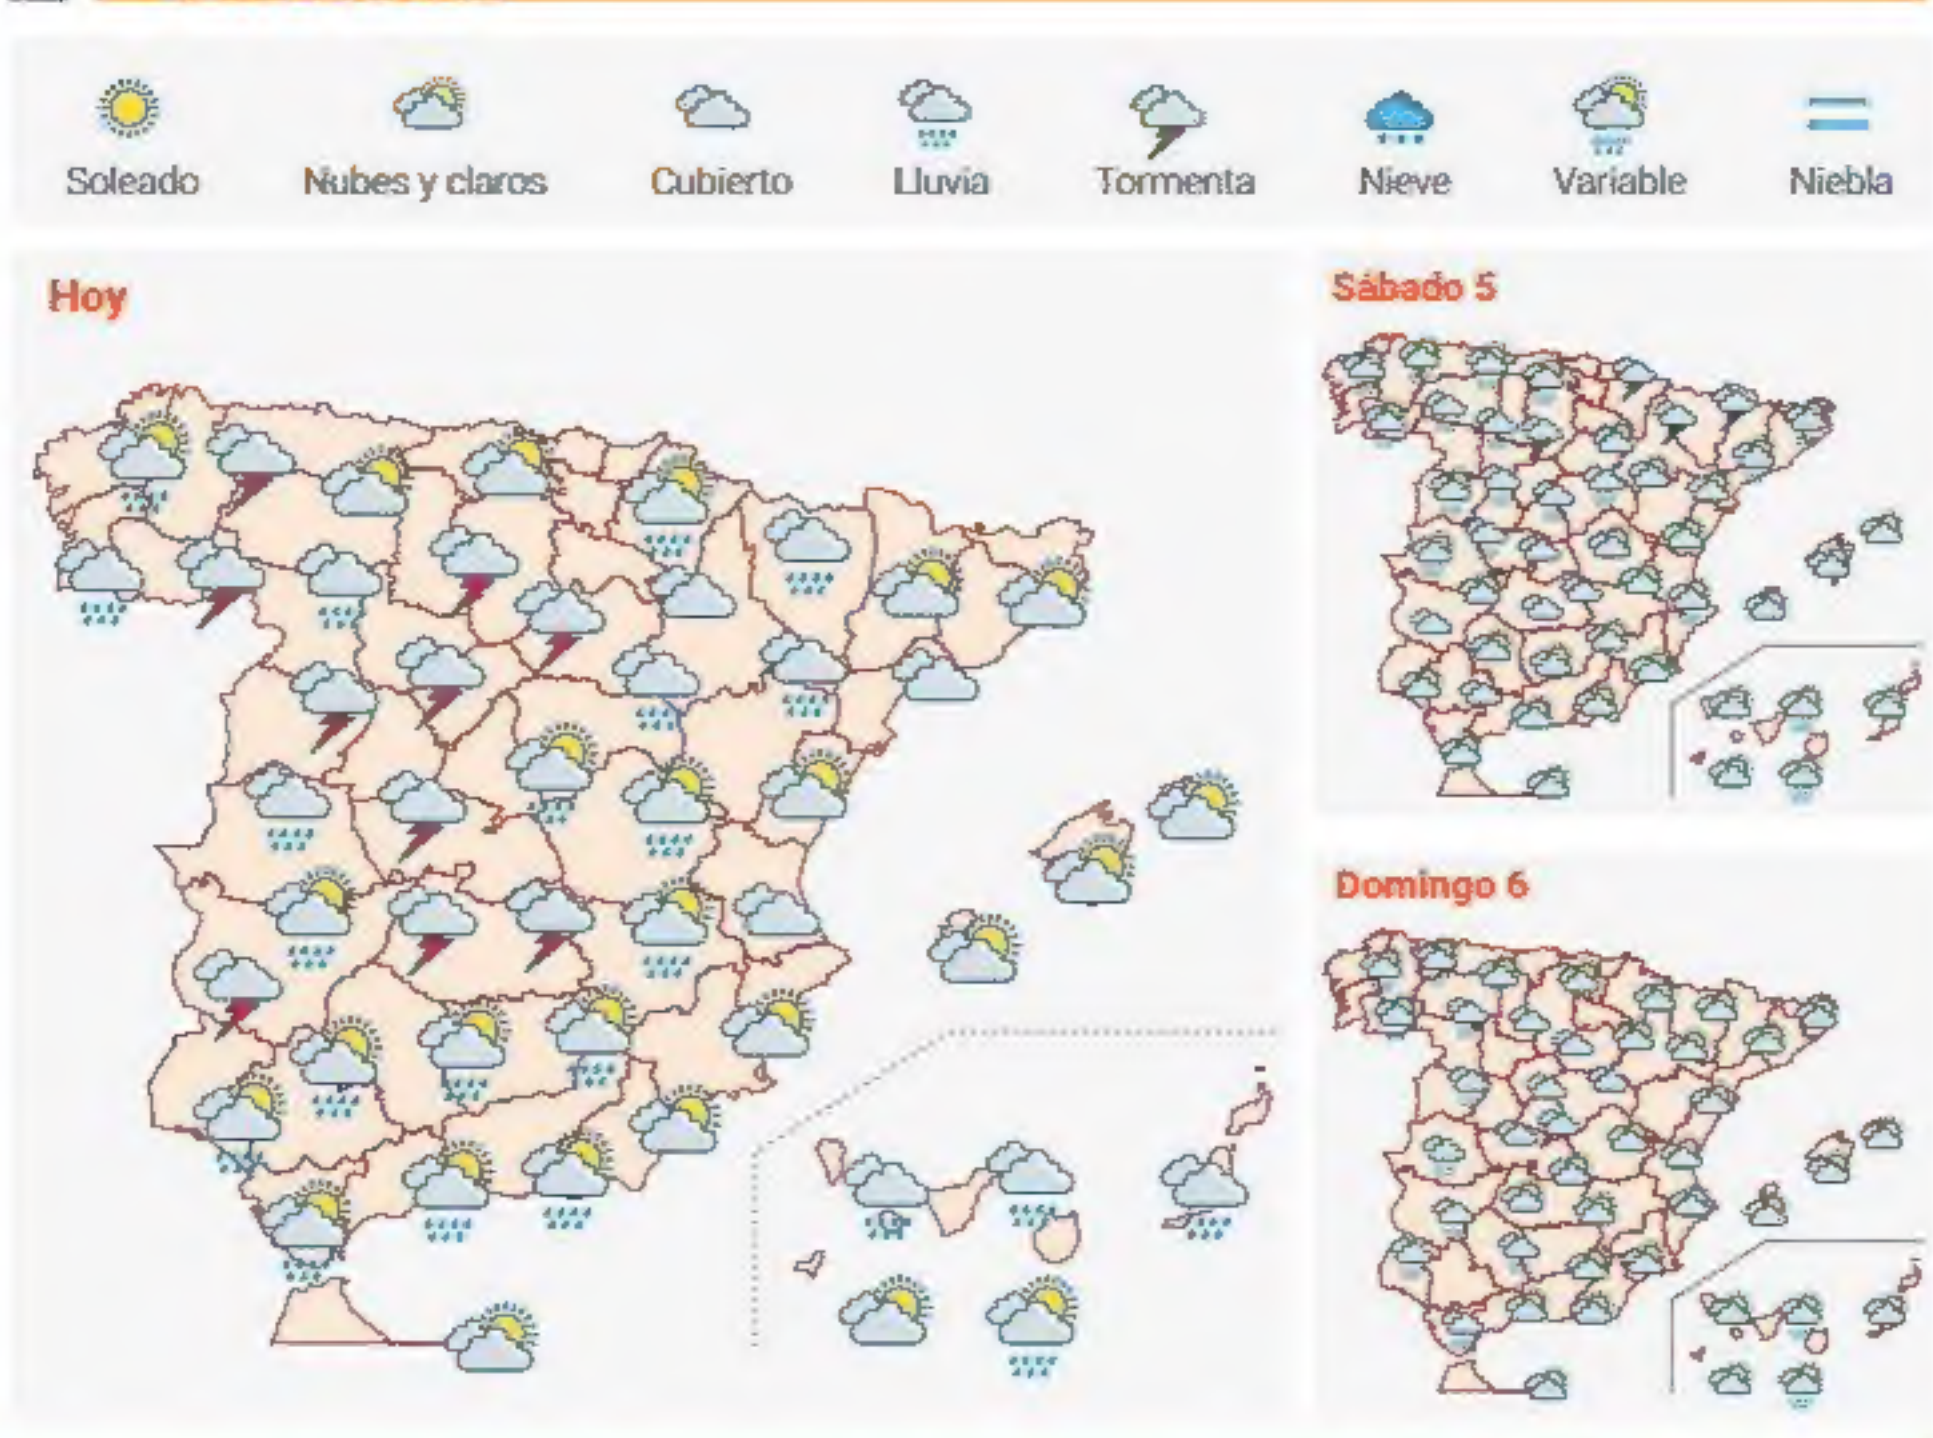 Soleado Nubes y claros Cubierto Lluvia Tormenta Nieve Variable Niebla
Hoy
Sábado 5
Domingo 6